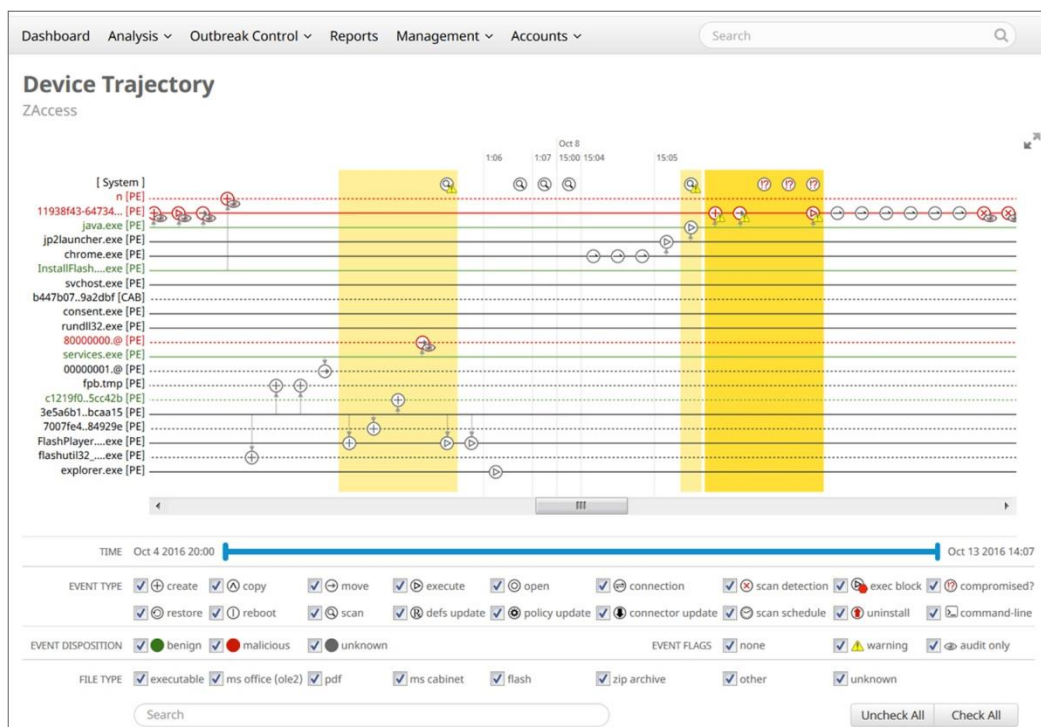 Dashboard Analysis Outbreak Control Reports Management Accounts Search
Device Trajectory
ZAccess
Oct 8
1:06 1:07 15:00 15:04 15:05
[ System ]
n [PE]
11938f43-64734... [PE]
java.exe [PE]
jp2launcher.exe [PE]
chrome.exe [PE]
InstallFlash....exe [PE]
svchost.exe [PE]
b447b07..9a2dbf [CAB]
consent.exe [PE]
rundll32.exe [PE]
80000000.@ [PE]
services.exe [PE]
00000001.@ [PE]
fpb.tmp [PE]
c1219f0..5cc42b [PE]
3e5a6b1..bcaa15 [PE]
7007fe4..84929e [PE]
FlashPlayer....exe [PE]
flashutil32_....exe [PE]
explorer.exe [PE]
TIME Oct 4 2016 20:00 Oct 13 2016 14:07
EVENT TYPE create copy move execute open connection scan detection exec block compromised?
restore reboot scan defs update policy update connector update scan schedule uninstall command-line
EVENT DISPOSITION benign malicious unknown EVENT FLAGS none warning audit only
FILE TYPE executable ms office (ole2) pdf ms cabinet flash zip archive other unknown
Search Uncheck All Check All